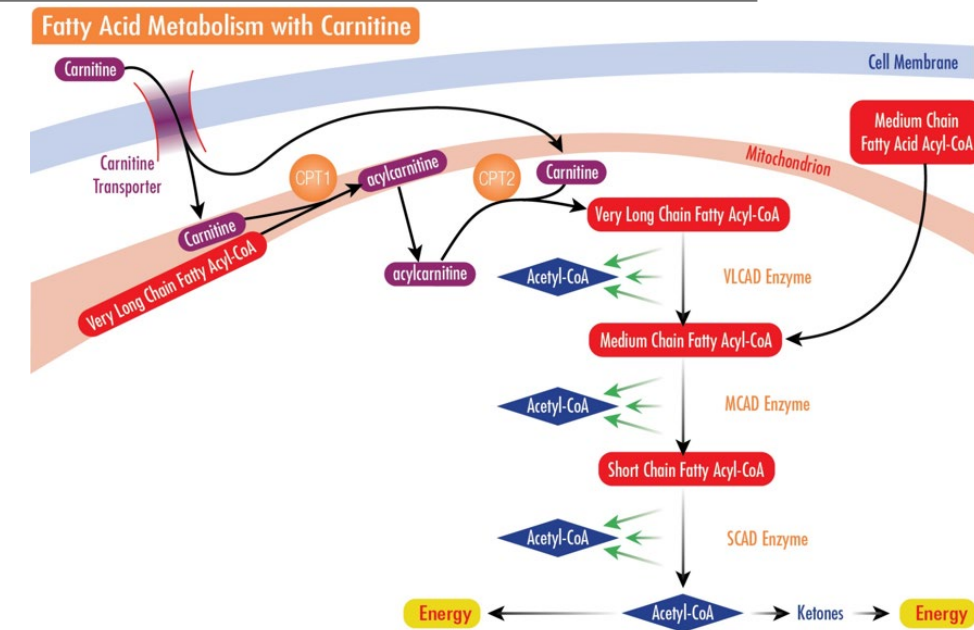 Fatty Acid Metabolism with Carnitine
Carnitine
Cell Membrane
Medium Chain
Fatty Acid Acyl-CoA
Carnitine
Transporter
CPT1
acylcarnitine
CPT2
Carnitine
Mitochondrion
Carnitine
Very Long Chain Fatty Acyl-CoA
Very Long Chain Fatty Acyl-CoA
acylcarnitine
Acetyl-CoA
VLCAD Enzyme
Medium Chain Fatty Acyl-CoA
Acetyl-CoA
MCAD Enzyme
Short Chain Fatty Acyl-CoA
Acetyl-CoA
SCAD Enzyme
Energy
Acetyl-CoA
Ketones
Energy